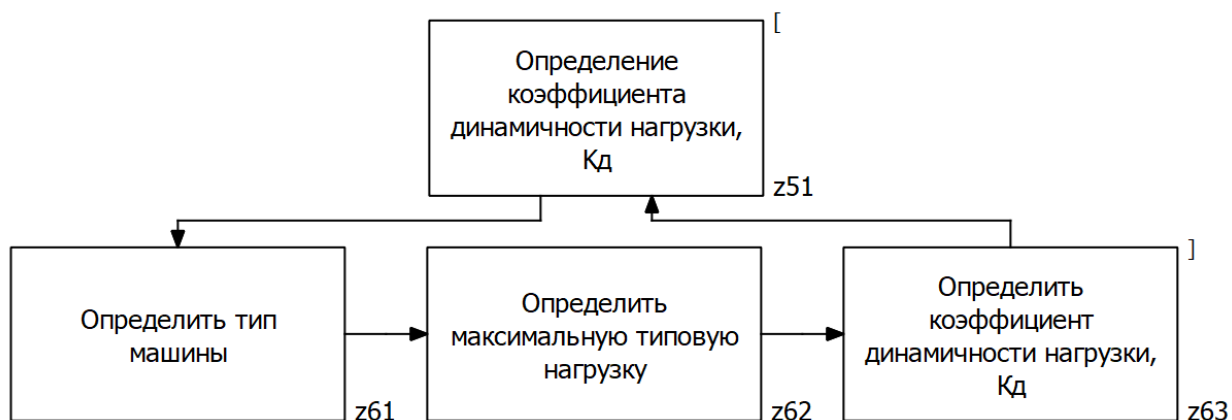 [
Определение
коэффициента
динамичности нагрузки,
Кд
z51
Определить тип
машины
z61
Определить
максимальную типовую
нагрузку
z62
]
Определить
коэффициент
динамичности нагрузки,
Кд
z63